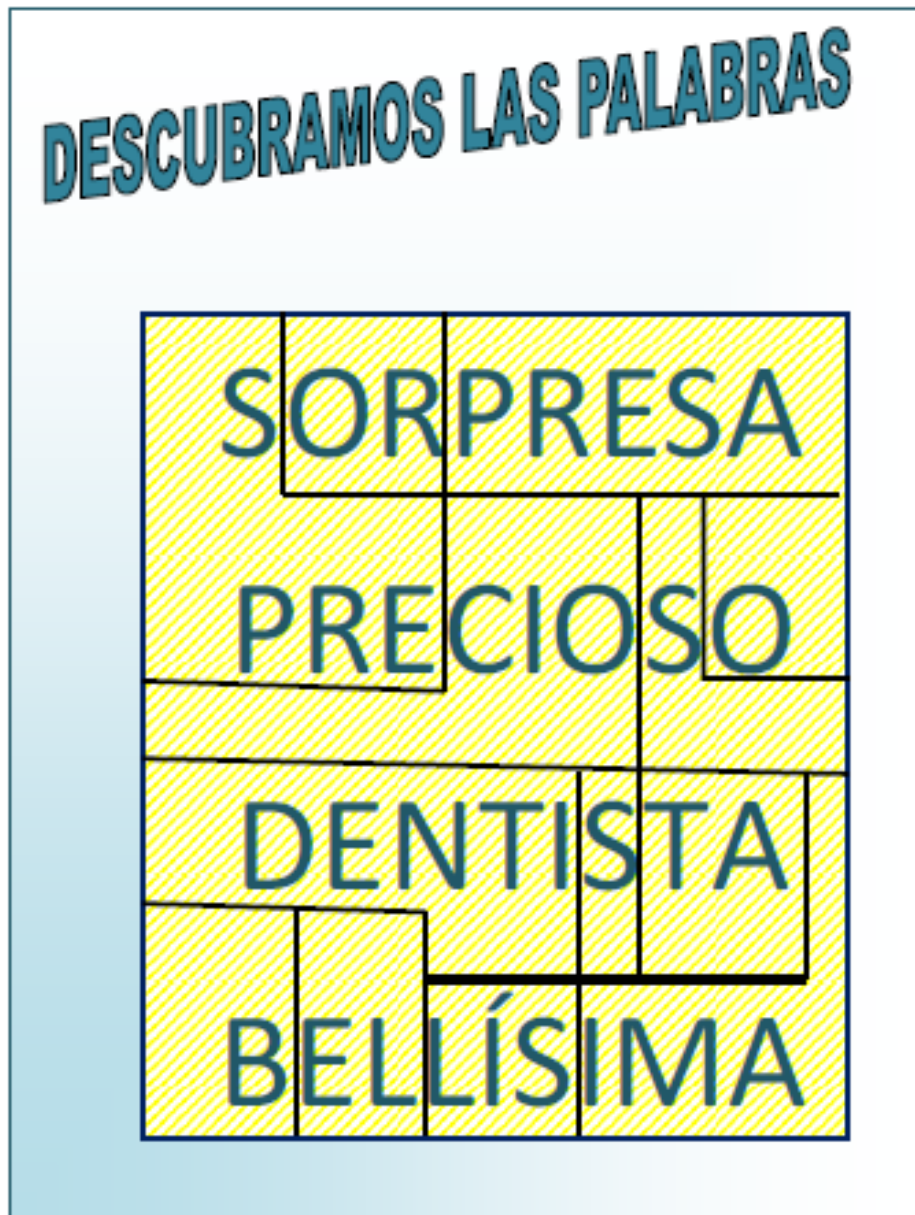 DESCUBRAMOS LAS PALABRAS
SORPRESA
PRECIOSO
DENTISTA
BELLÍSIMA